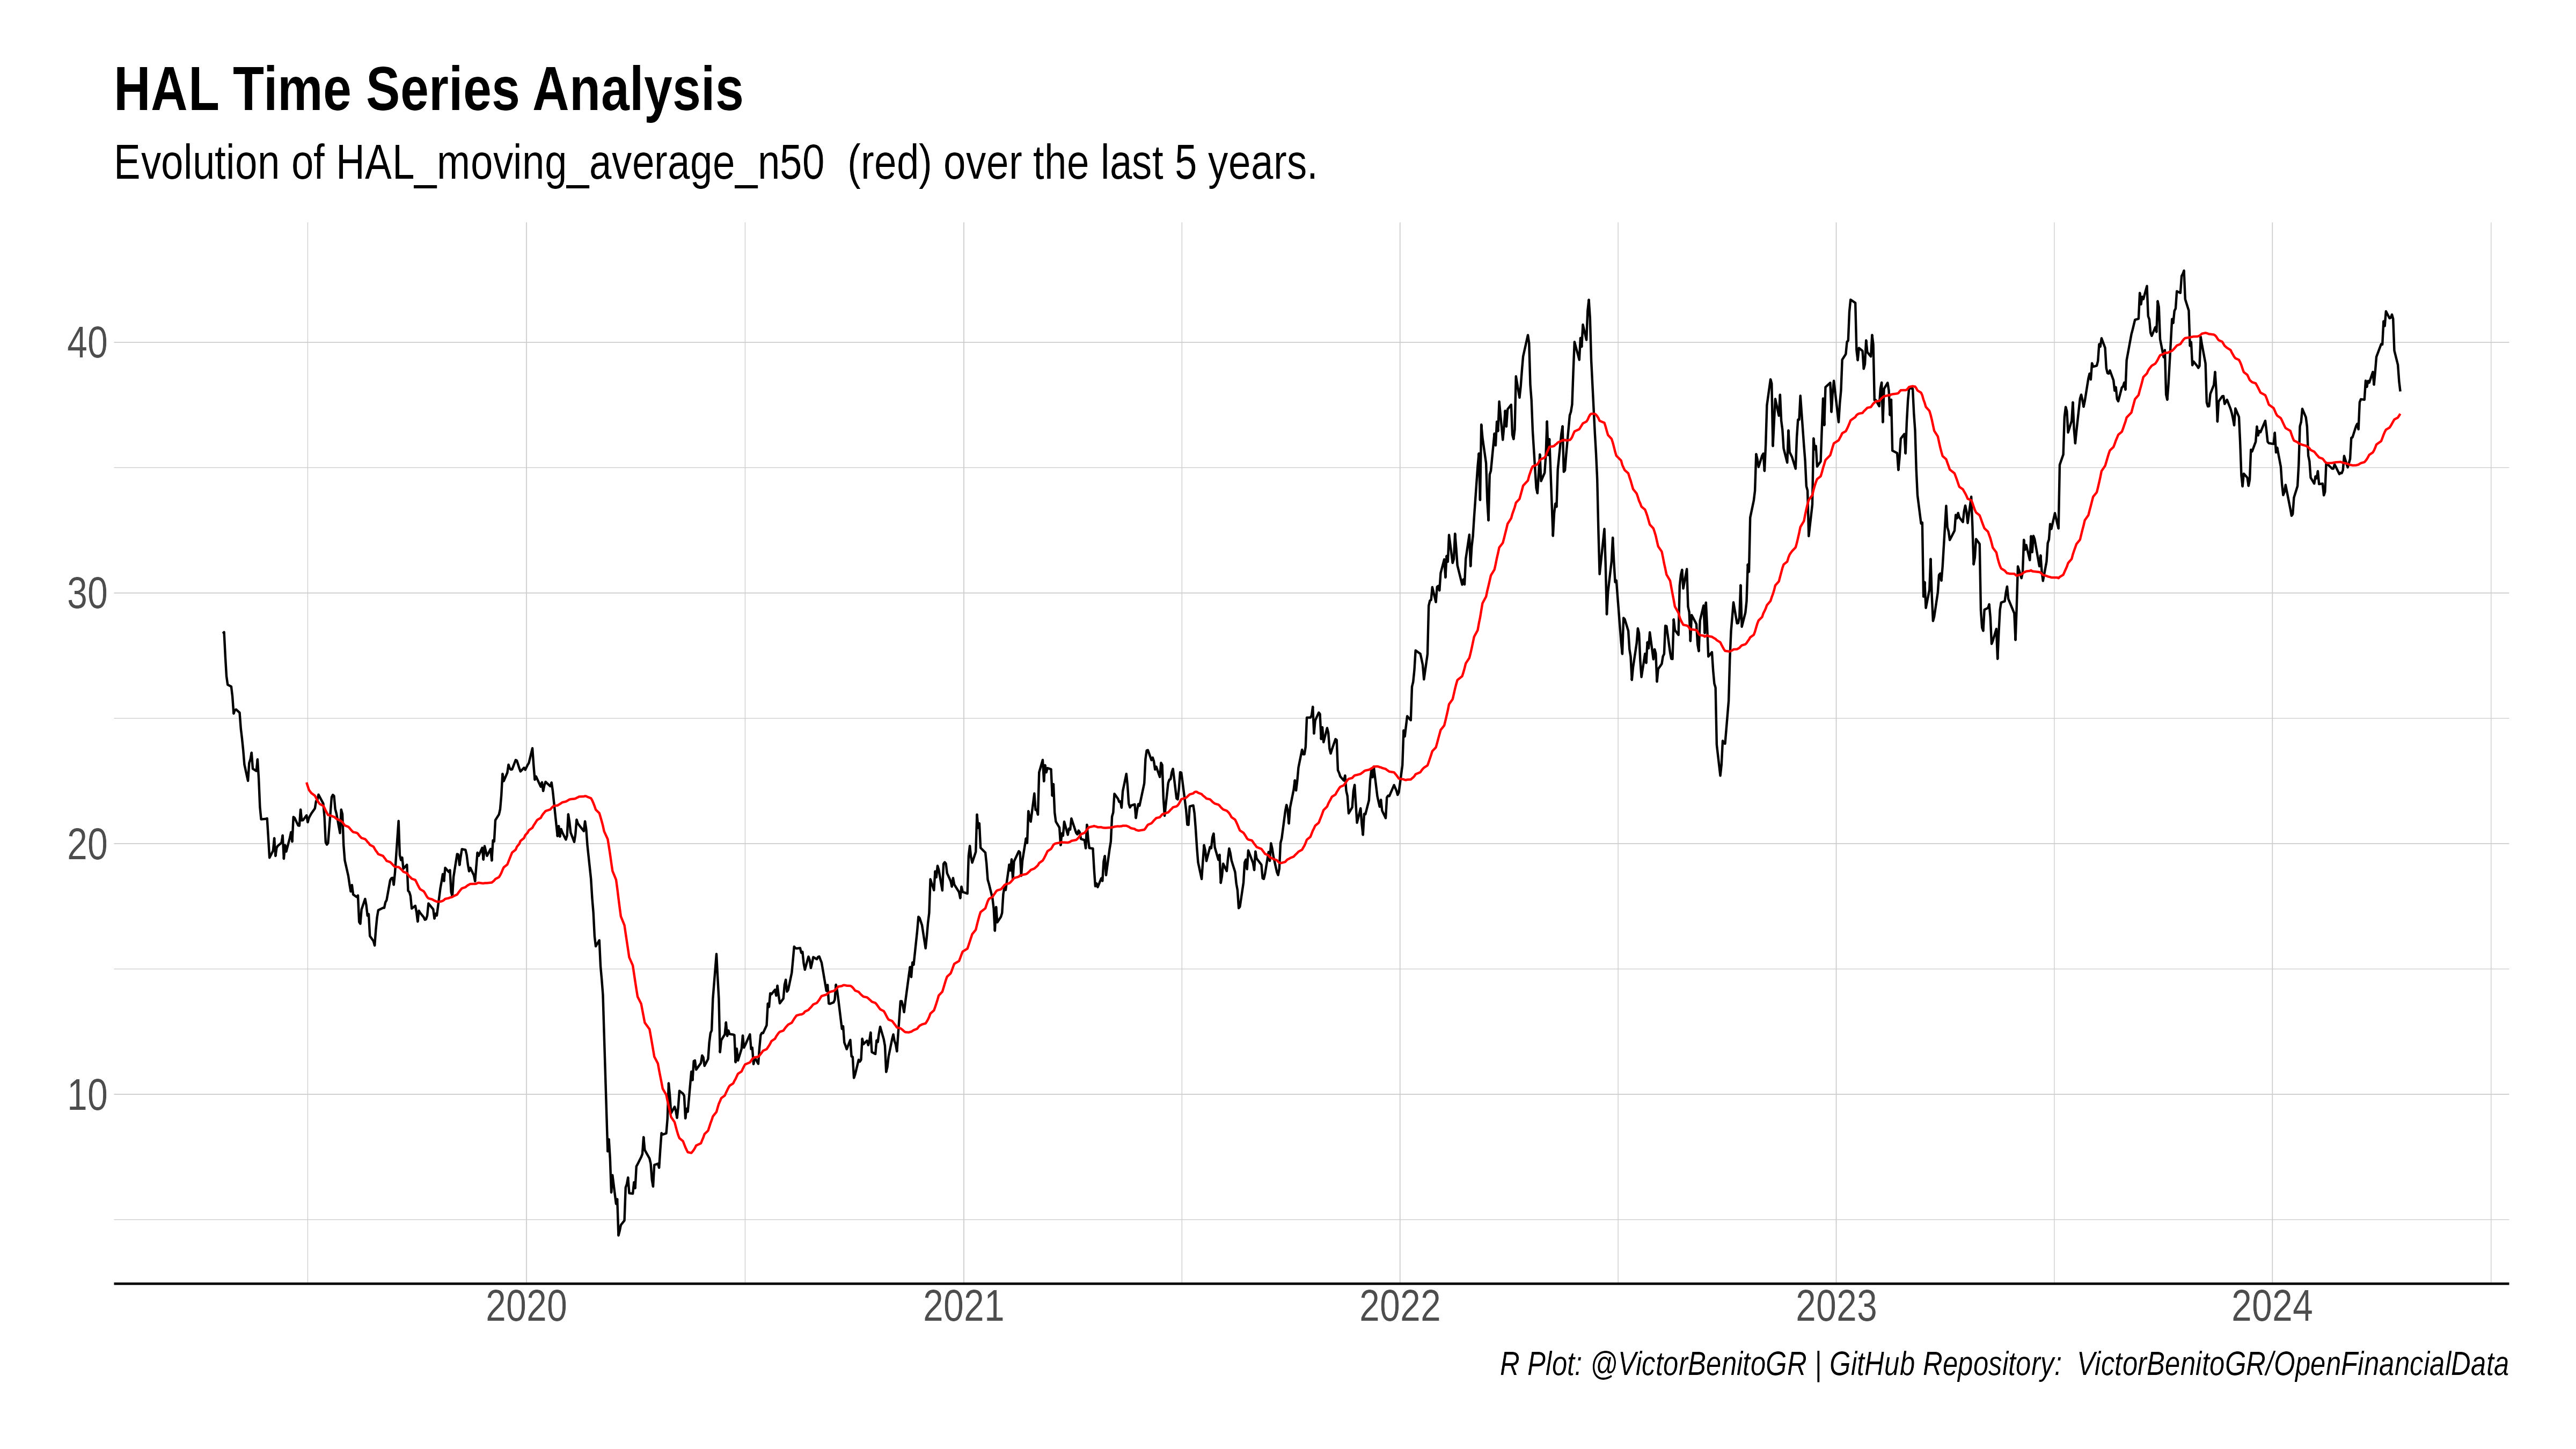 HAL Time Series Analysis
Evolution of HAL_moving_average_n50  (red) over the last 5 years.
40
30
20
10
2020 2021 2022 2023 2024
R Plot: @VictorBenitoGR | GitHub Repository:  VictorBenitoGR/OpenFinancialData